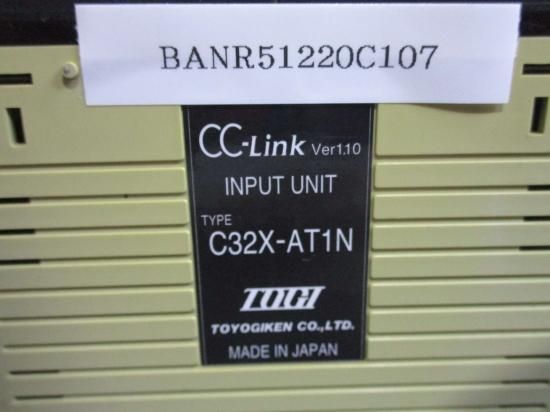 BANR51220C107
CC-Link Ver1.10
INPUT UNIT
TYPE
C32X-AT1N
TOGI
TOYOGIKEN CO.,LTD.
MADE IN JAPAN